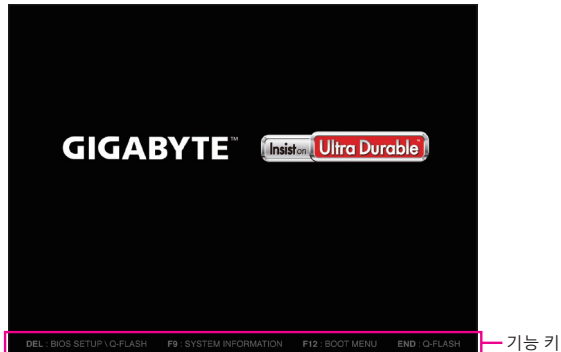 GIGABYTE™ Insist on Ultra Durable™
DEL : BIOS SETUP \ Q-FLASH F9 : SYSTEM INFORMATION F12 : BOOT MENU END : Q-FLASH 기능 키